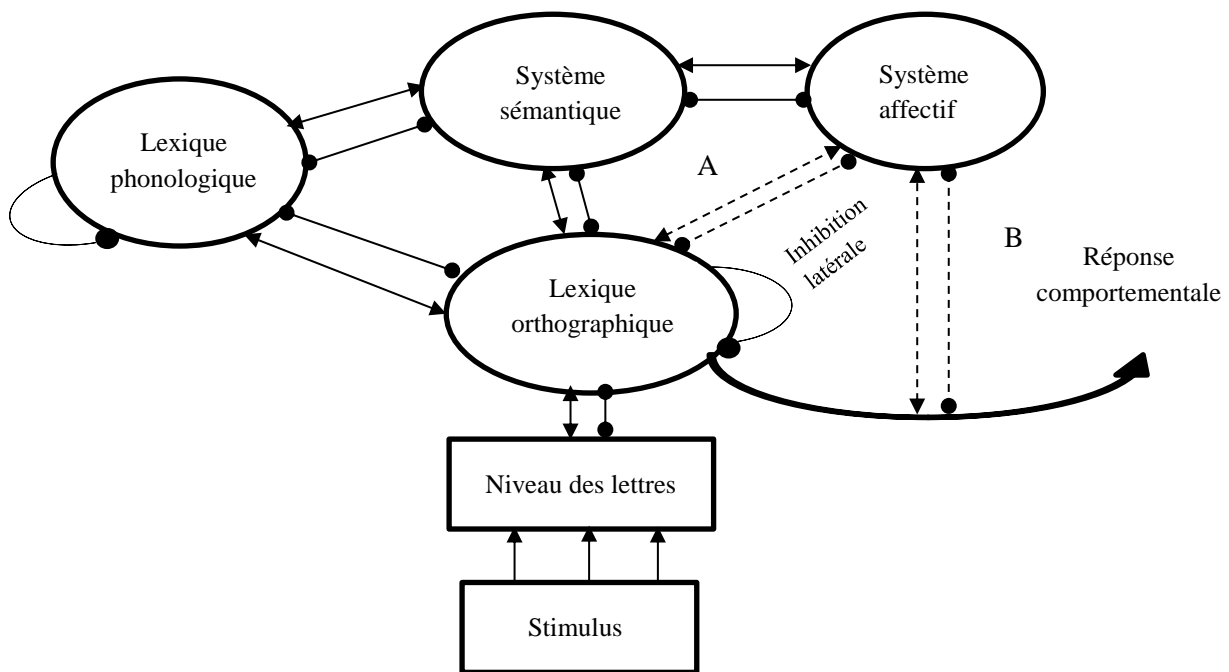 Système
sémantique
Système
affectif
Lexique
phonologique
A
Inhibition
latérale
B
Réponse
comportementale
Lexique
orthographique
Niveau des lettres
Stimulus